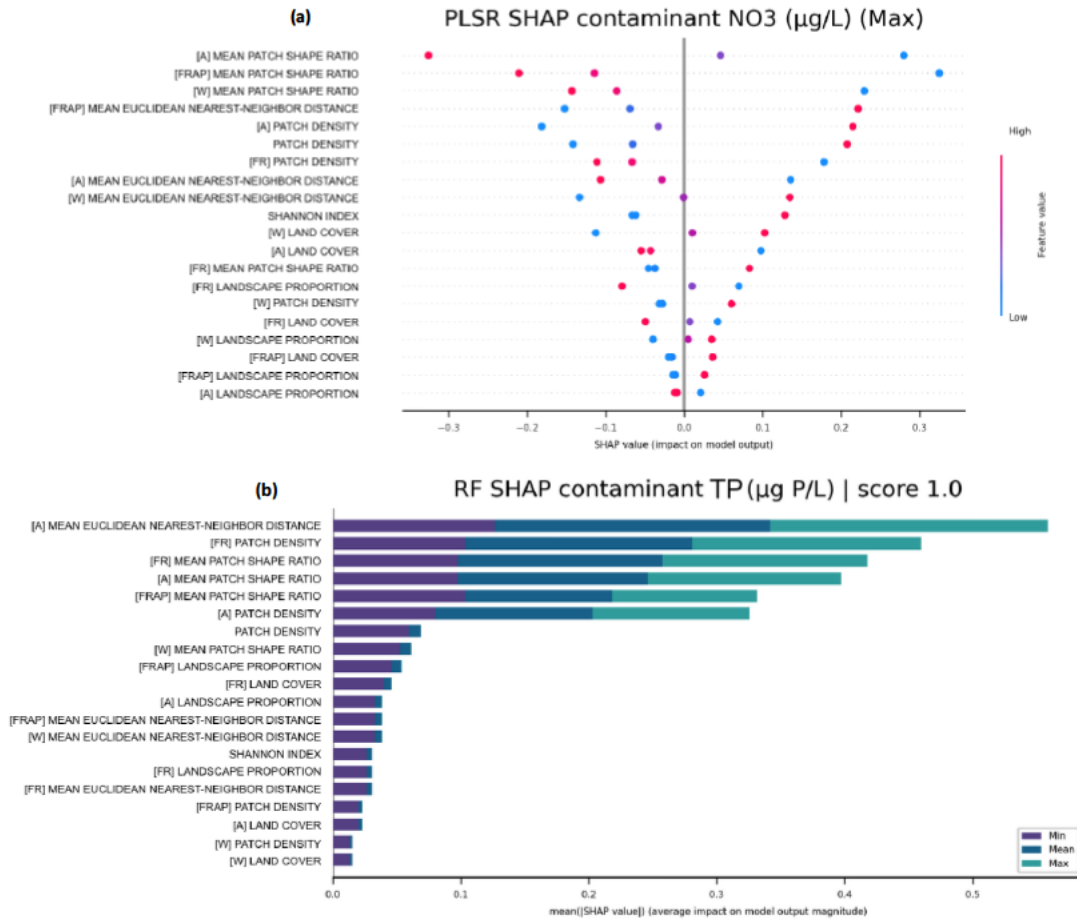 (a)
PLSR SHAP contaminant NO3 (µg/L) (Max)
[A] MEAN PATCH SHAPE RATIO
[FRAP] MEAN PATCH SHAPE RATIO
[W] MEAN PATCH SHAPE RATIO
[FRAP] MEAN EUCLIDEAN NEAREST-NEIGHBOR DISTANCE
[A] PATCH DENSITY
PATCH DENSITY
[FR] PATCH DENSITY
[A] MEAN EUCLIDEAN NEAREST-NEIGHBOR DISTANCE
[W] MEAN EUCLIDEAN NEAREST-NEIGHBOR DISTANCE
SHANNON INDEX
[W] LAND COVER
[A] LAND COVER
[FR] MEAN PATCH SHAPE RATIO
[FR] LANDSCAPE PROPORTION
[W] PATCH DENSITY
[FR] LAND COVER
[W] LANDSCAPE PROPORTION
[FRAP] LAND COVER
[FRAP] LANDSCAPE PROPORTION
[A] LANDSCAPE PROPORTION
High
Feature value
Low
−0.3 −0.2 −0.1 0.0 0.1 0.2 0.3
SHAP value (impact on model output)
(b)
RF SHAP contaminant TP (µg P/L) | score 1.0
[A] MEAN EUCLIDEAN NEAREST-NEIGHBOR DISTANCE
[FR] PATCH DENSITY
[FR] MEAN PATCH SHAPE RATIO
[A] MEAN PATCH SHAPE RATIO
[FRAP] MEAN PATCH SHAPE RATIO
[A] PATCH DENSITY
PATCH DENSITY
[W] MEAN PATCH SHAPE RATIO
[FRAP] LANDSCAPE PROPORTION
[FR] LAND COVER
[A] LANDSCAPE PROPORTION
[FRAP] MEAN EUCLIDEAN NEAREST-NEIGHBOR DISTANCE
[W] MEAN EUCLIDEAN NEAREST-NEIGHBOR DISTANCE
SHANNON INDEX
[FR] LANDSCAPE PROPORTION
[FR] MEAN EUCLIDEAN NEAREST-NEIGHBOR DISTANCE
[FRAP] PATCH DENSITY
[A] LAND COVER
[W] PATCH DENSITY
[W] LAND COVER
Min
Mean
Max
0.0 0.1 0.2 0.3 0.4 0.5
mean(|SHAP value|) (average impact on model output magnitude)